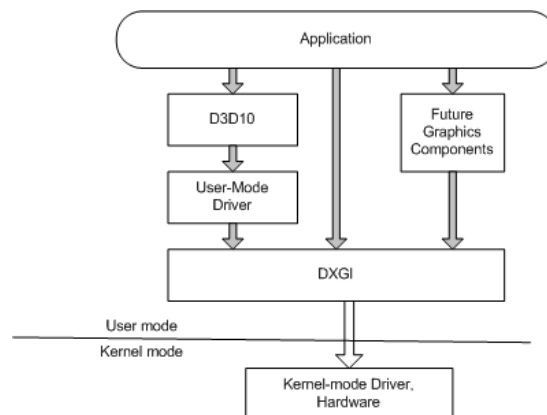 Application
D3D10
Future
Graphics
Components
User-Mode
Driver
DXGI
User mode
Kernel mode
Kernel-mode Driver,
Hardware